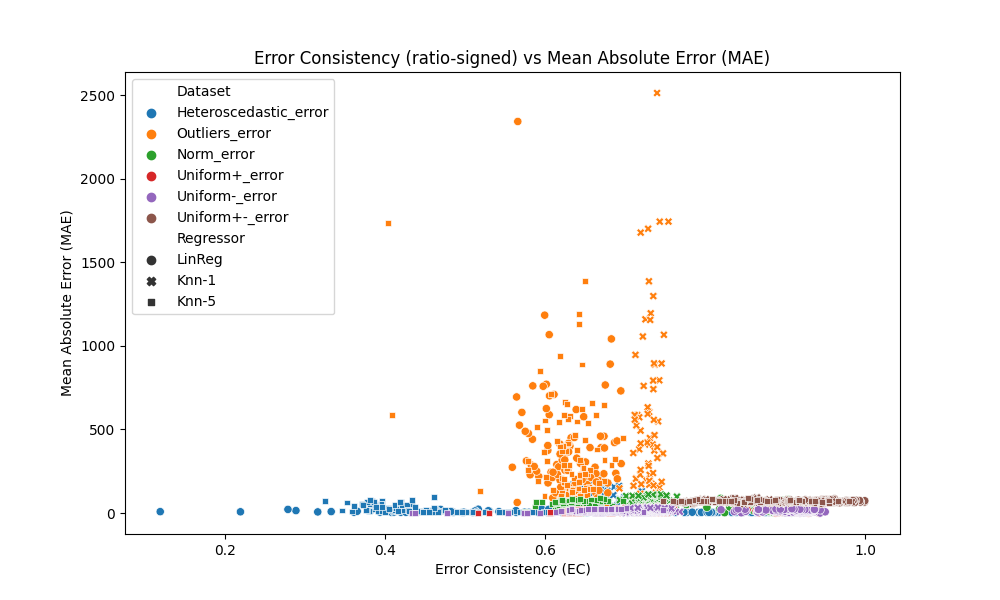 Error Consistency (ratio-signed) vs Mean Absolute Error (MAE)
Dataset
Heteroscedastic_error
Outliers_error
Norm_error
Uniform+_error
Uniform-_error
Uniform+-_error
Regressor
LinReg
Knn-1
Knn-5
Mean Absolute Error (MAE)
2500
2000
1500
1000
500
0
0.2 0.4 0.6 0.8 1.0
Error Consistency (EC)